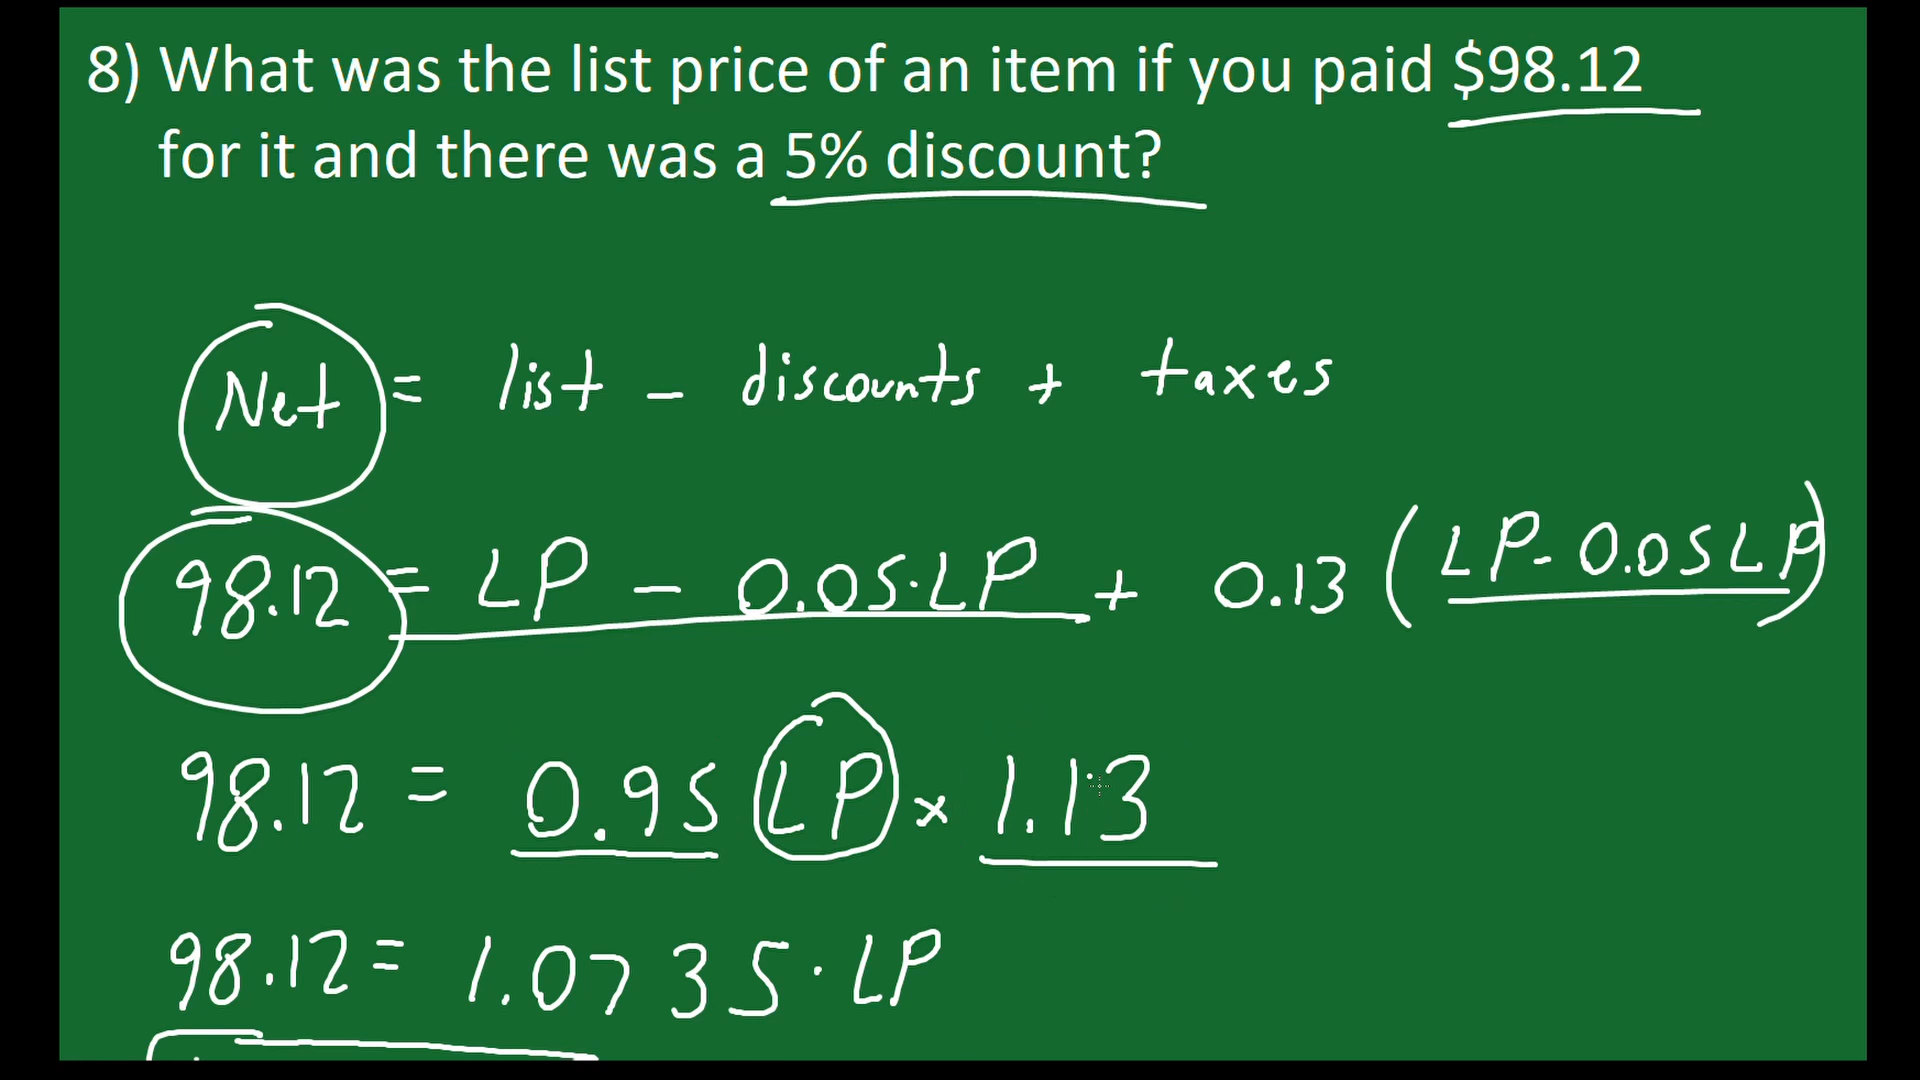 8) What was the list price of an item if you paid $98.12
for it and there was a 5% discount?
Net = list - discounts + taxes
98.12 = LP - 0.05·LP + 0.13 (LP - 0.05LP)
98.12 = 0.95 LP x 1.13
98.12 = 1.0735·LP